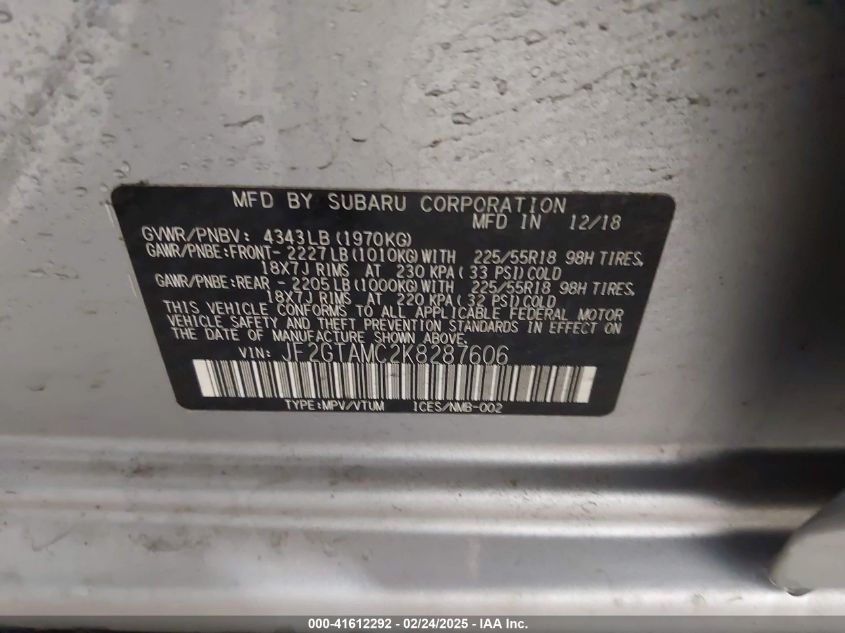 MFD BY SUBARU CORPORATION
MFD IN 12/18
GVWR/PNBV: 4343LB (1970KG)
GAWR/PNBE:FRONT- 2227LB (1010KG) WITH 225/55R18 98H TIRES,
18X7J RIMS AT 230 KPA (33 PSI) COLD
GAWR/PNBE:REAR - 2205LB (1000KG) WITH 225/55R18 98H TIRES,
18X7J RIMS AT 220 KPA (32 PSI) COLD
THIS VEHICLE CONFORMS TO ALL APPLICABLE FEDERAL MOTOR
VEHICLE SAFETY AND THEFT PREVENTION STANDARDS IN EFFECT ON
THE DATE OF MANUFACTURE SHOWN ABOVE.
VIN: JF2GTAMC2K8287606
TYPE:MPV/VTUM ICES/NMB-002
000-41612292 - 02/24/2025 - IAA Inc.